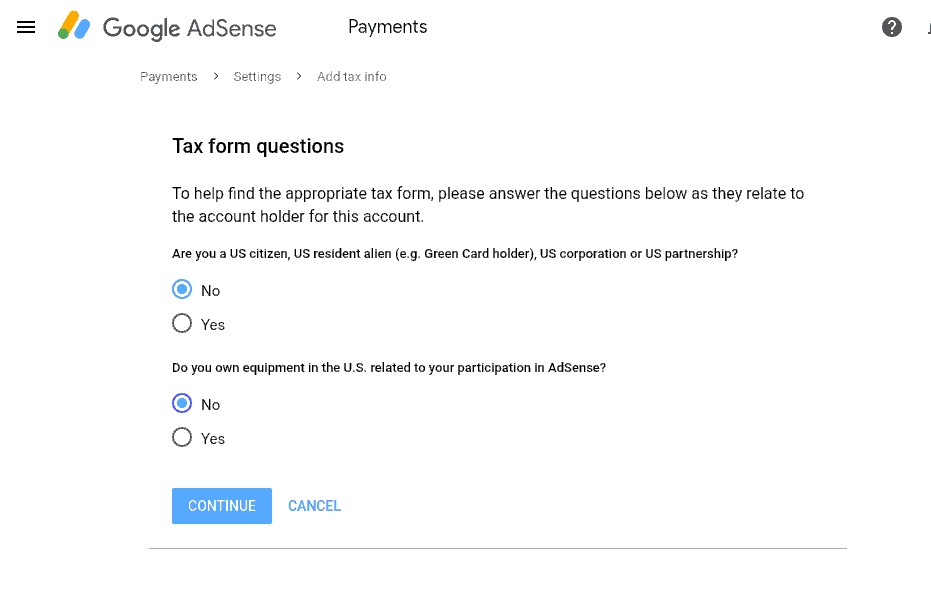 Google AdSense Payments
Payments > Settings > Add tax info
Tax form questions
To help find the appropriate tax form, please answer the questions below as they relate to
the account holder for this account.
Are you a US citizen, US resident alien (e.g. Green Card holder), US corporation or US partnership?
No
Yes
Do you own equipment in the U.S. related to your participation in AdSense?
No
Yes
CONTINUE CANCEL